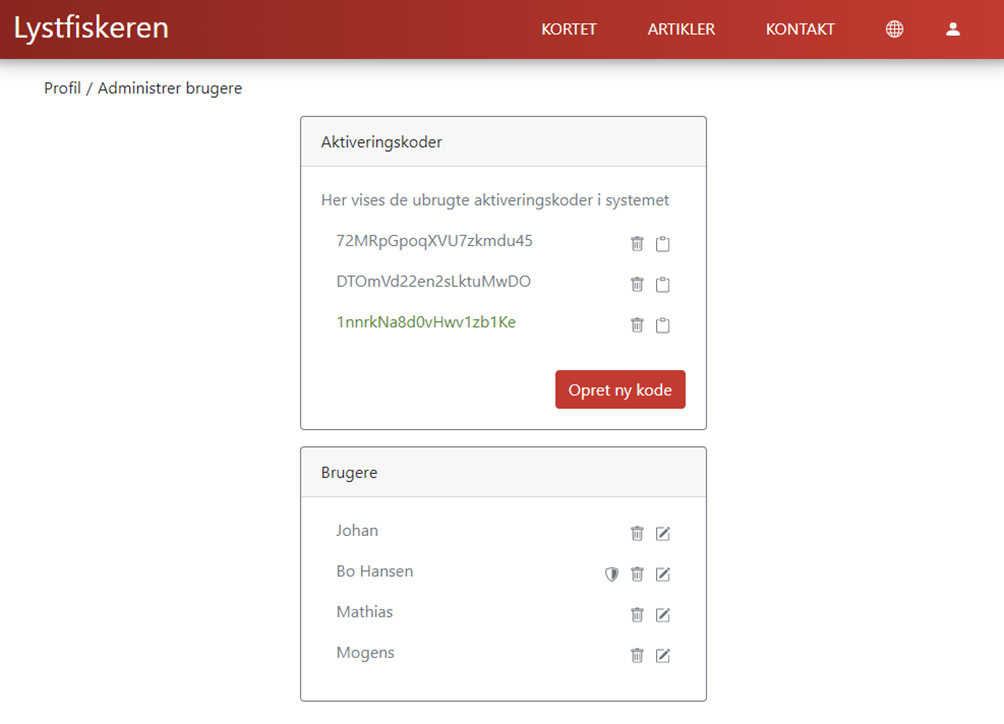 Lystfiskeren KORTET ARTIKLER KONTAKT
Profil / Administrer brugere
Aktiveringskoder
Her vises de ubrugte aktiveringskoder i systemet
72MRpGpoqXVU7zkmdu45
DTOmVd22en2sLktuMwDO
1nnrkNa8d0vHwv1zb1Ke
Opret ny kode
Brugere
Johan
Bo Hansen
Mathias
Mogens